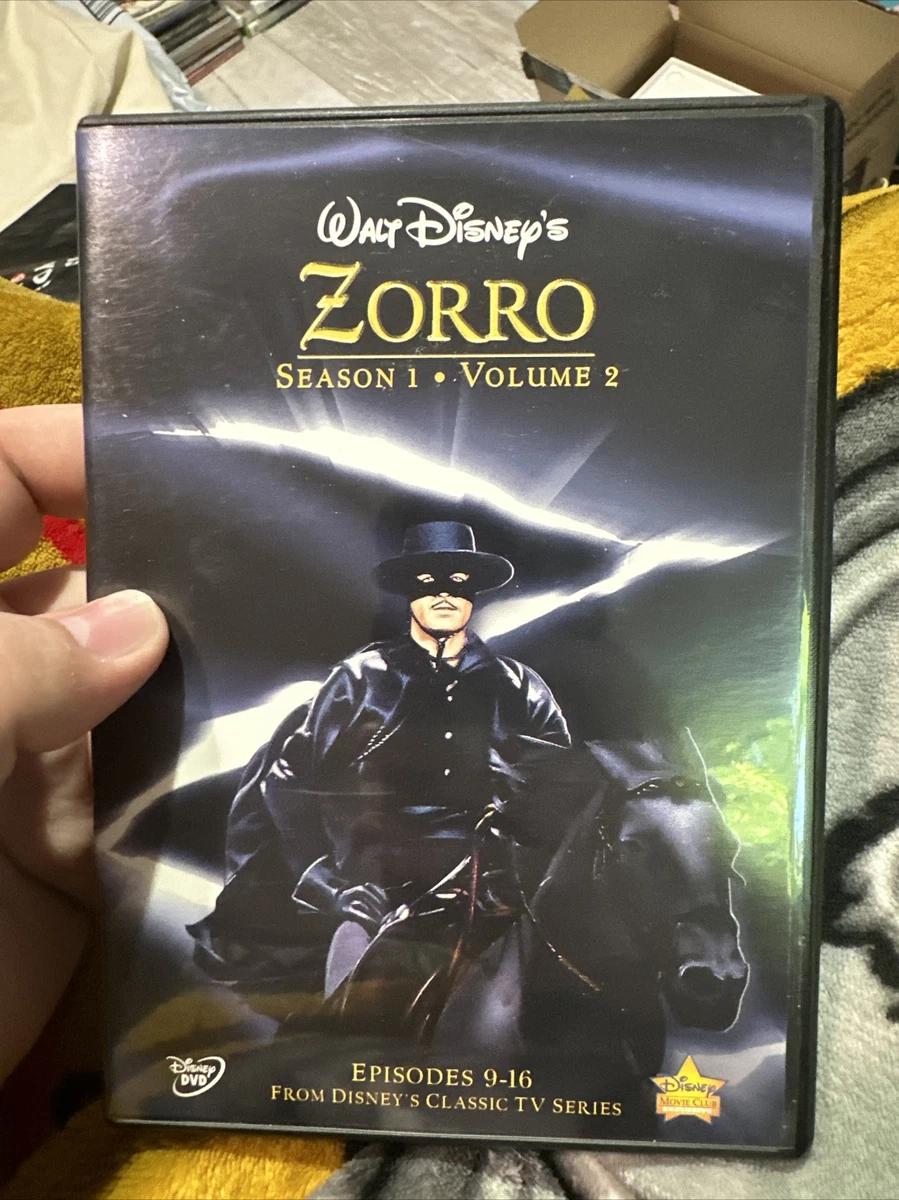 WALT DISNEY'S
ZORRO
SEASON 1 • VOLUME 2
DISNEY
DVD
EPISODES 9-16
FROM DISNEY'S CLASSIC TV SERIES
DISNEY
MOVIE CLUB
EXCLUSIVE